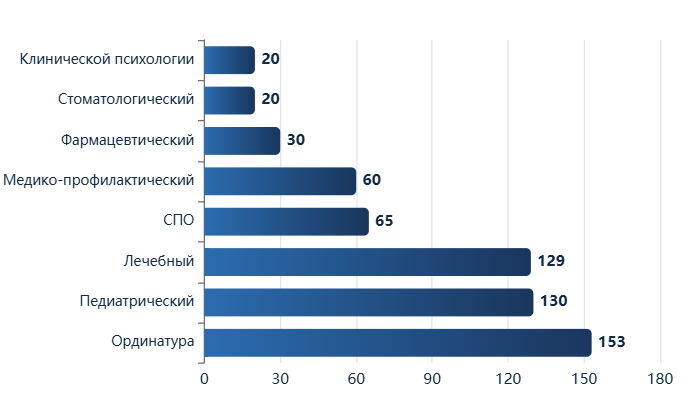 Клинической психологии 20
Стоматологический 20
Фармацевтический 30
Медико-профилактический 60
СПО 65
Лечебный 129
Педиатрический 130
Ординатура 153
0 30 60 90 120 150 180